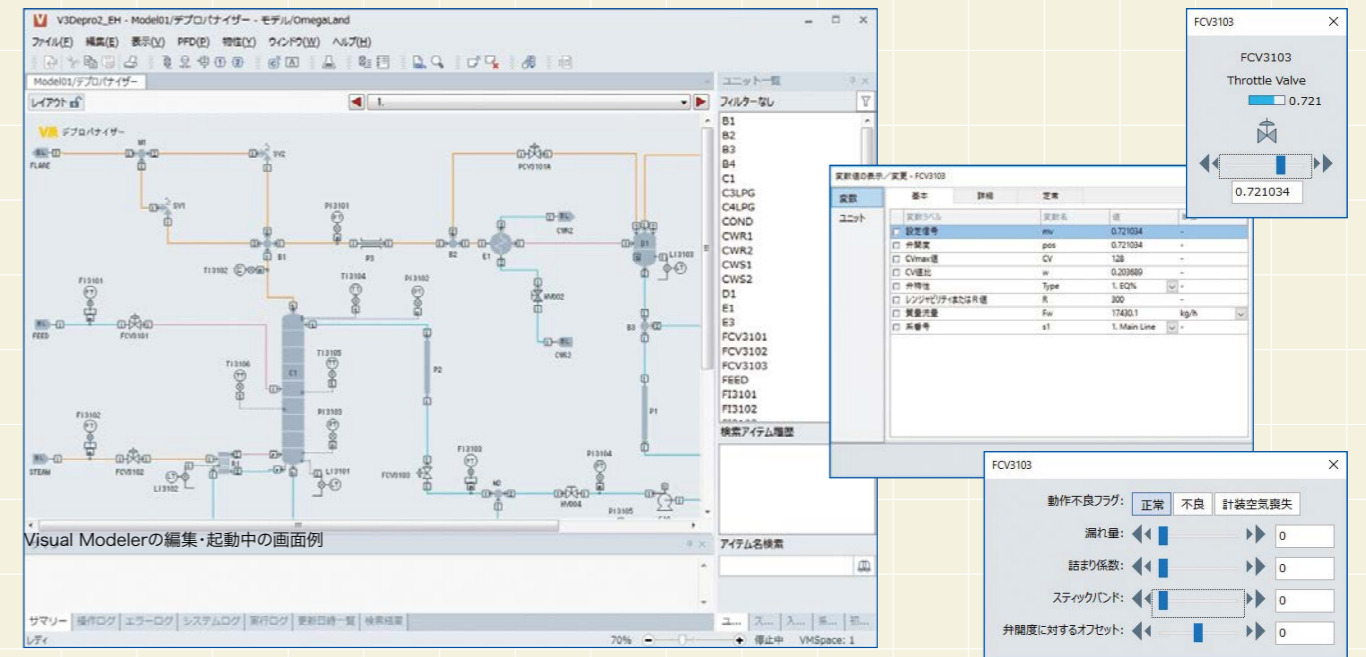 V3Depro2_EH - Model01/デプロパナイザー - モデル/OmegaLand
ファイル(F) 編集(E) 表示(V) PFD(P) 物性(Y) ウィンドウ(W) ヘルプ(H)
Model01/デプロパナイザー
レイアウト
1.
VM デプロパナイザー
FLARE
M1
SV2
PCV3101A
SV1
PI3101
CWR2
P3
B1
B2
E1
D1
LI3103
TI3102
FI3101
TI3104
PI3102
HV002
FEED
FCV3101
B3
CWS2
TI3105
TI3106
C1
P2
FI3102
PI3103
P1
STEAM
FCV3102
R1
LI3102
LI3101
FCV3103
FI3103
PI3104
M2
HV004
PI3105
Visual Modelerの編集・起動中の画面例
サマリー 操作ログ エラーログ システムログ 実行ログ 更新日時一覧 検索結果
レディ
70%
停止中 VMSpace: 1
ユニット一覧
フィルターなし
B1
B2
B3
B4
C1
C3LPG
C4LPG
COND
CWR1
CWR2
CWS1
CWS2
D1
E1
E3
FCV3101
FCV3102
FCV3103
FEED
FI3101
FI3102
検索アイテム履歴
アイテム名検索
ユ... ス... 入... 系... 初...
変数値の表示/変更 - FCV3103
変数
ユニット
基本 詳細 定常
変数ラベル 変数名 値
設定信号 mv 0.721034 -
弁開度 pos 0.721034 -
CVmax値 CV 128 -
CV値比 w 0.203689 -
弁特性 Type 1. EQ% -
レンジャビリティまたはR値 R 300 -
質量流量 Fw 17430.1 kg/h
系番号 s1 1. Main Line -
FCV3103
FCV3103
Throttle Valve
0.721
0.721034
FCV3103
動作不良フラグ: 正常 不良 計装空気喪失
漏れ量: 0
詰まり係数: 0
スティックバンド: 0
弁開度に対するオフセット: 0